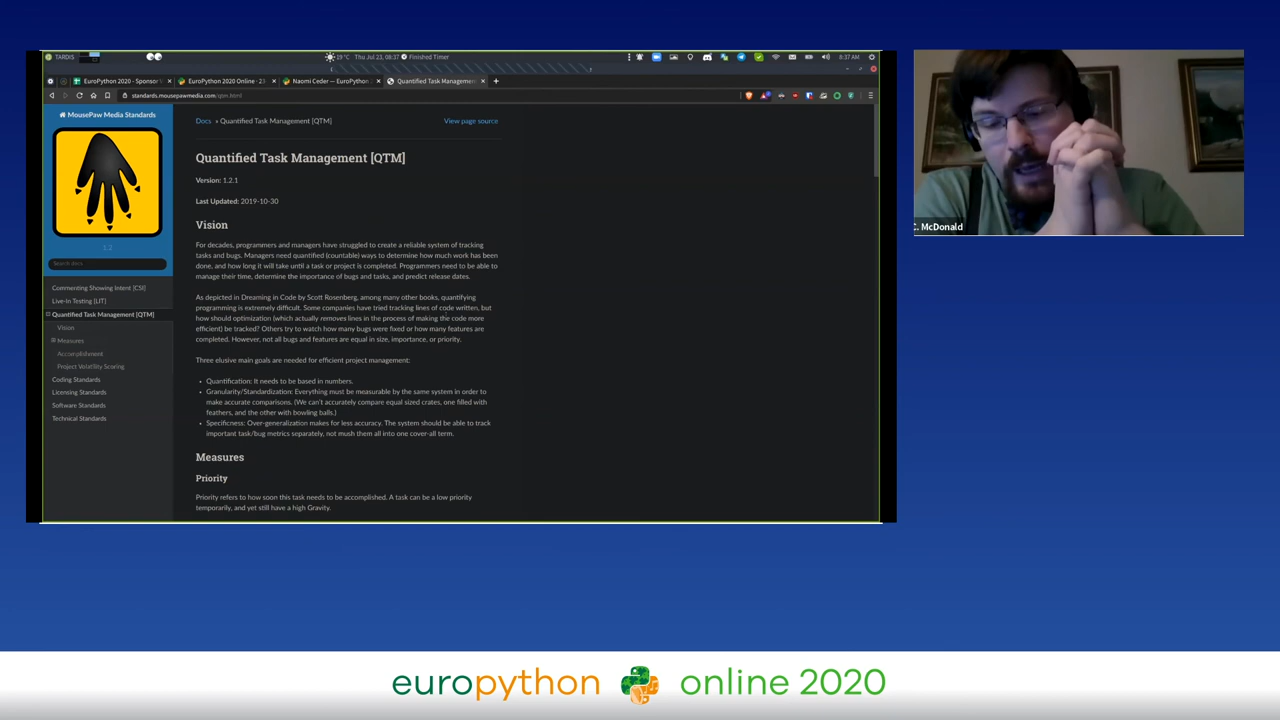 TARDIS
19°C Thu Jul 23, 08:37 Finished Timer
8:37 AM
EuroPython 2020 - Sponsor
EuroPython 2020 Online · 23
Naomi Ceder — EuroPython
Quantified Task Management
standards.mousepawmedia.com/qtm.html
MousePaw Media Standards
1.2
Search docs
Commenting Showing Intent [CSI]
Live-In Testing [LIT]
Quantified Task Management [QTM]
Vision
Measures
Accomplishment
Project Volatility Scoring
Coding Standards
Licensing Standards
Software Standards
Technical Standards
Docs » Quantified Task Management [QTM]
View page source
Quantified Task Management [QTM]
Version: 1.2.1
Last Updated: 2019-10-30
Vision
For decades, programmers and managers have struggled to create a reliable system of tracking
tasks and bugs. Managers need quantified (countable) ways to determine how much work has been
done, and how long it will take until a task or project is completed. Programmers need to be able to
manage their time, determine the importance of bugs and tasks, and predict release dates.
As depicted in Dreaming in Code by Scott Rosenberg, among many other books, quantifying
programming is extremely difficult. Some companies have tried tracking lines of code written, but
how should optimization (which actually removes lines in the process of making the code more
efficient) be tracked? Others try to watch how many bugs were fixed or how many features are
completed. However, not all bugs and features are equal in size, importance, or priority.
Three elusive main goals are needed for efficient project management:
• Quantification: It needs to be based in numbers.
• Granularity/Standardization: Everything must be measurable by the same system in order to
make accurate comparisons. (We can't accurately compare equal sized crates, one filled with
feathers, and the other with bowling balls.)
• Specificness: Over-generalization makes for less accuracy. The system should be able to track
important task/bug metrics separately, not mush them all into one cover-all term.
Measures
Priority
Priority refers to how soon this task needs to be accomplished. A task can be a low priority
temporarily, and yet still have a high Gravity.
C. McDonald
europython online 2020